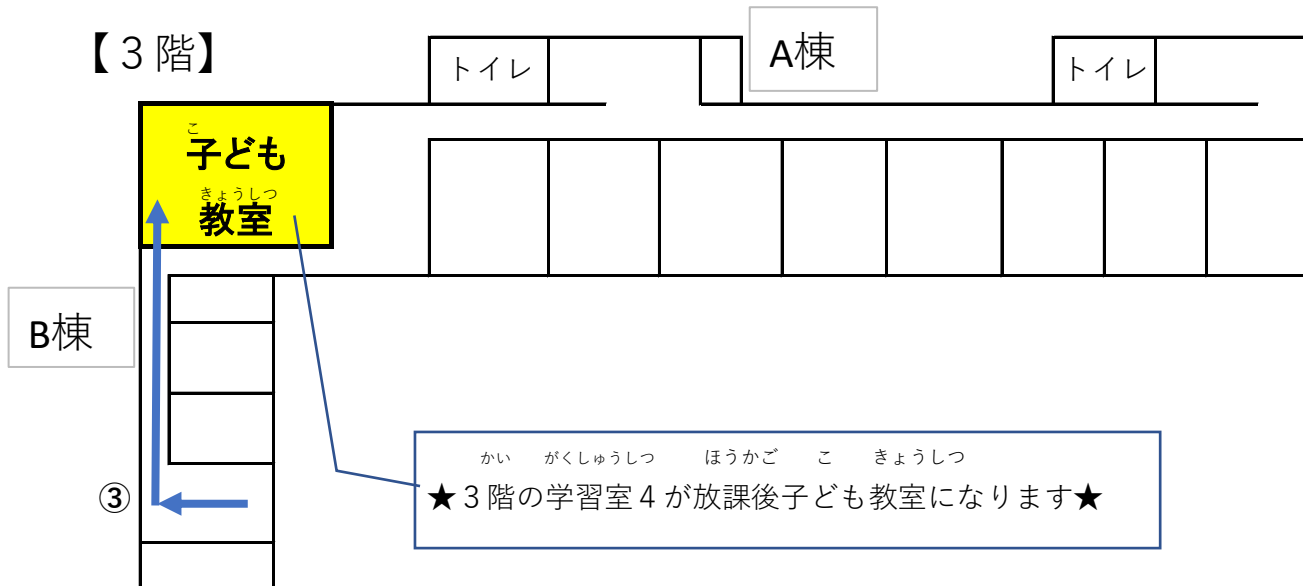 【３階】
トイレ
A棟
トイレ
こ
子ども
きょうしつ
教室
B棟
③
かい がくしゅうしつ ほうかご こ きょうしつ
★３階の学習室４が放課後子ども教室になります★